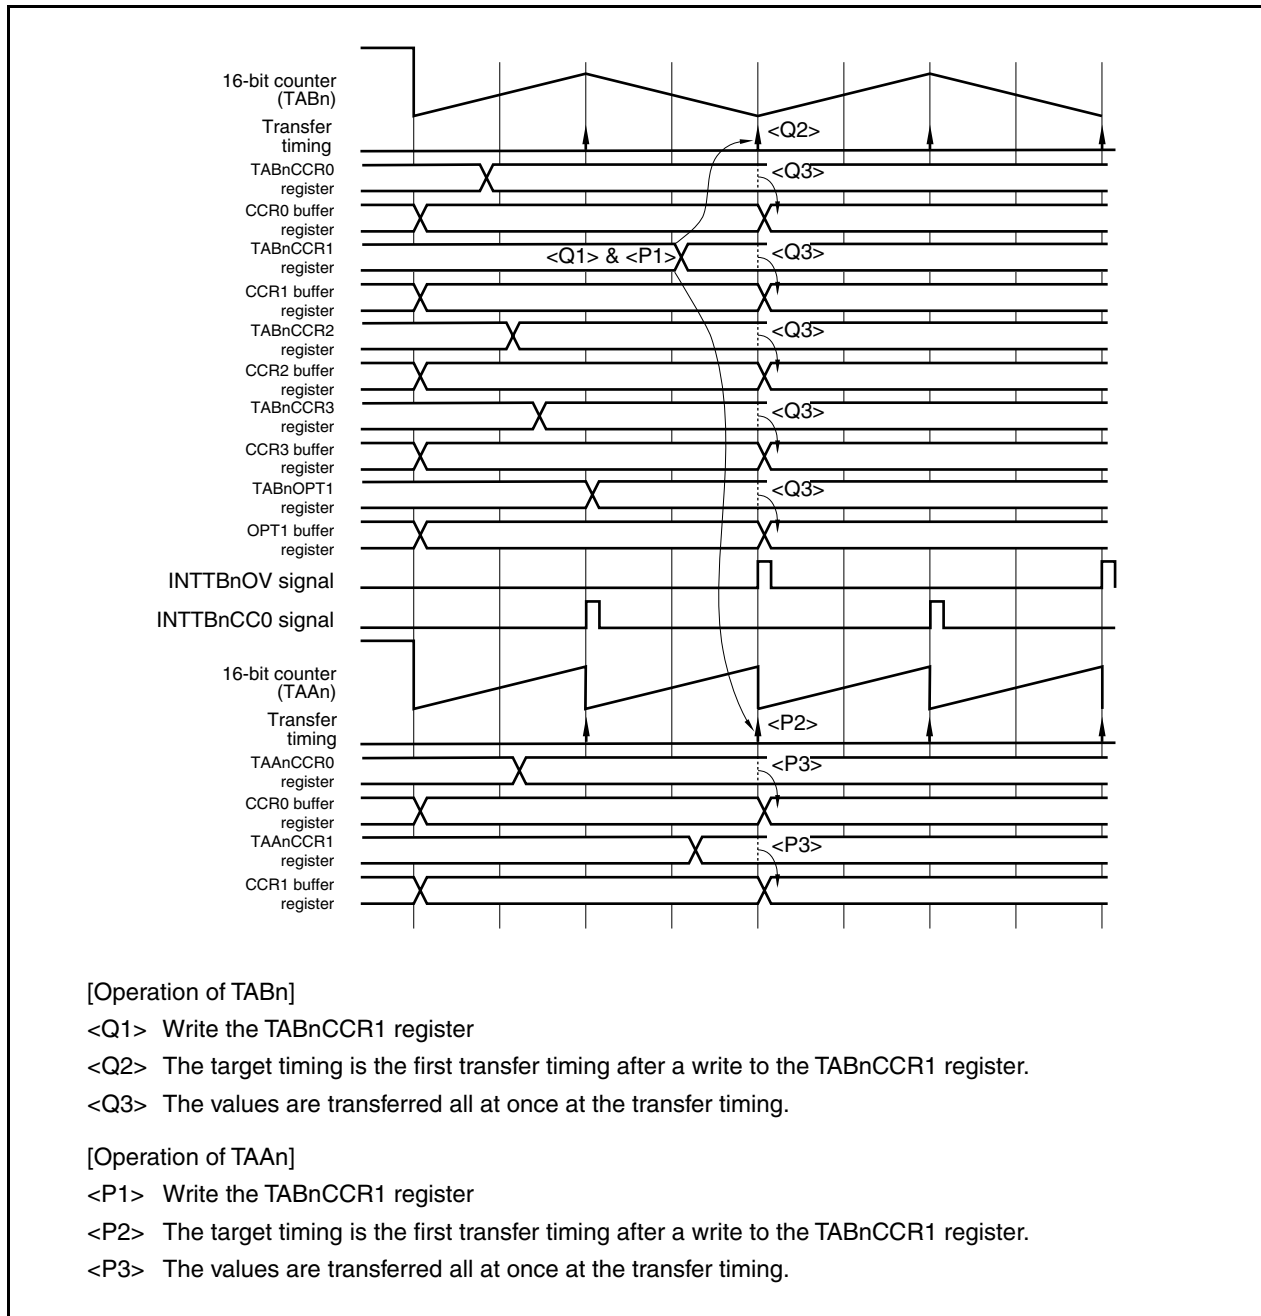 16-bit counter
(TABn)
Transfer
timing
<Q2>
TABnCCR0
register
<Q3>
CCR0 buffer
register
TABnCCR1
register
<Q1> & <P1>
<Q3>
CCR1 buffer
register
TABnCCR2
register
<Q3>
CCR2 buffer
register
TABnCCR3
register
<Q3>
CCR3 buffer
register
TABnOPT1
register
<Q3>
OPT1 buffer
register
INTTBnOV signal
INTTBnCC0 signal
16-bit counter
(TAAn)
Transfer
timing
<P2>
TAAnCCR0
register
<P3>
CCR0 buffer
register
TAAnCCR1
register
<P3>
CCR1 buffer
register
[Operation of TABn]
<Q1> Write the TABnCCR1 register
<Q2> The target timing is the first transfer timing after a write to the TABnCCR1 register.
<Q3> The values are transferred all at once at the transfer timing.
[Operation of TAAn]
<P1> Write the TABnCCR1 register
<P2> The target timing is the first transfer timing after a write to the TABnCCR1 register.
<P3> The values are transferred all at once at the transfer timing.